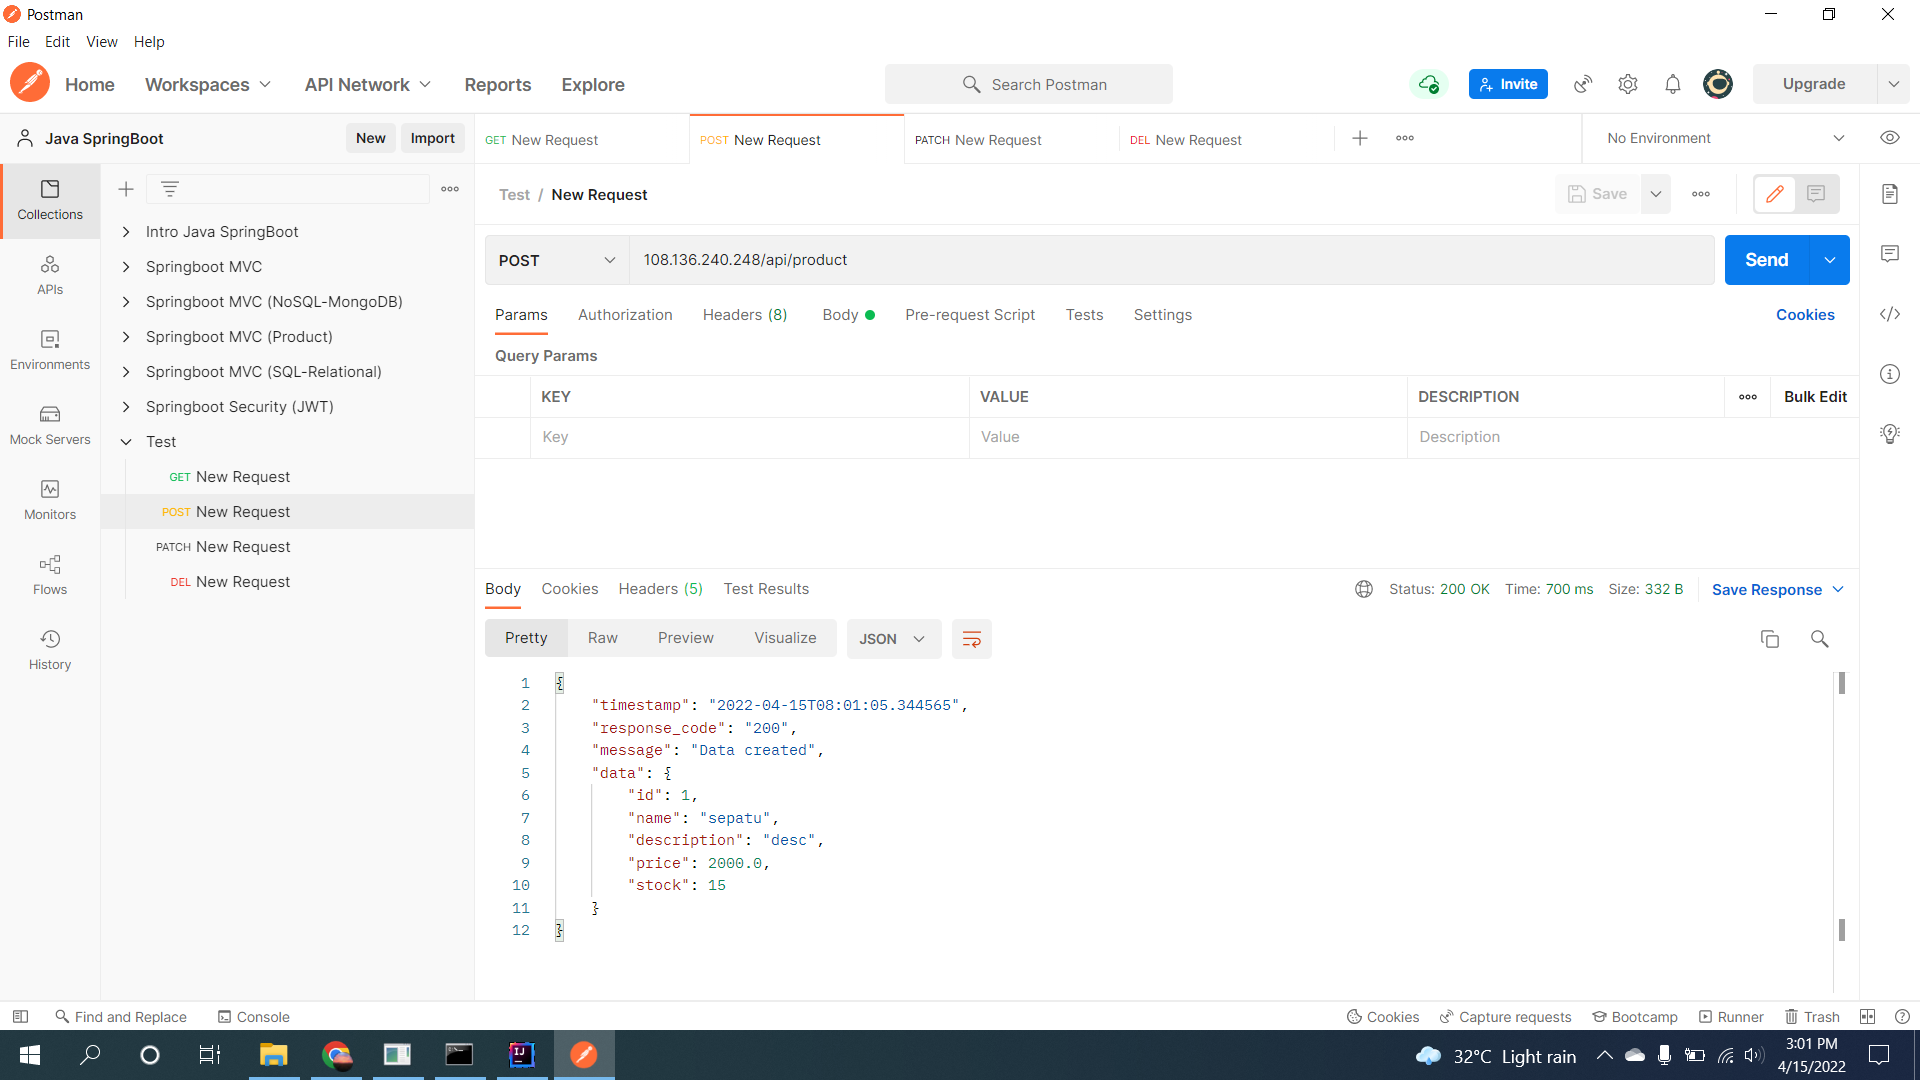 Postman
File Edit View Help
Home Workspaces API Network Reports Explore
Search Postman
Invite
Upgrade
Java SpringBoot
New Import
GET New Request
POST New Request
PATCH New Request
DEL New Request
No Environment
Collections
APIs
Environments
Mock Servers
Monitors
Flows
History
Intro Java SpringBoot
Springboot MVC
Springboot MVC (NoSQL-MongoDB)
Springboot MVC (Product)
Springboot MVC (SQL-Relational)
Springboot Security (JWT)
Test
GET New Request
POST New Request
PATCH New Request
DEL New Request
Test / New Request
Save
POST 108.136.240.248/api/product
Send
Params Authorization Headers (8) Body Pre-request Script Tests Settings
Cookies
Query Params
KEY VALUE DESCRIPTION
Bulk Edit
Key Value Description
Body Cookies Headers (5) Test Results
Status: 200 OK Time: 700 ms Size: 332 B
Save Response
Pretty Raw Preview Visualize
JSON
1 {
2 "timestamp": "2022-04-15T08:01:05.344565",
3 "response_code": "200",
4 "message": "Data created",
5 "data": {
6 "id": 1,
7 "name": "sepatu",
8 "description": "desc",
9 "price": 2000.0,
10 "stock": 15
11 }
12 }
Find and Replace Console
Cookies Capture requests Bootcamp Runner Trash
IJ
32°C Light rain
3:01 PM
4/15/2022